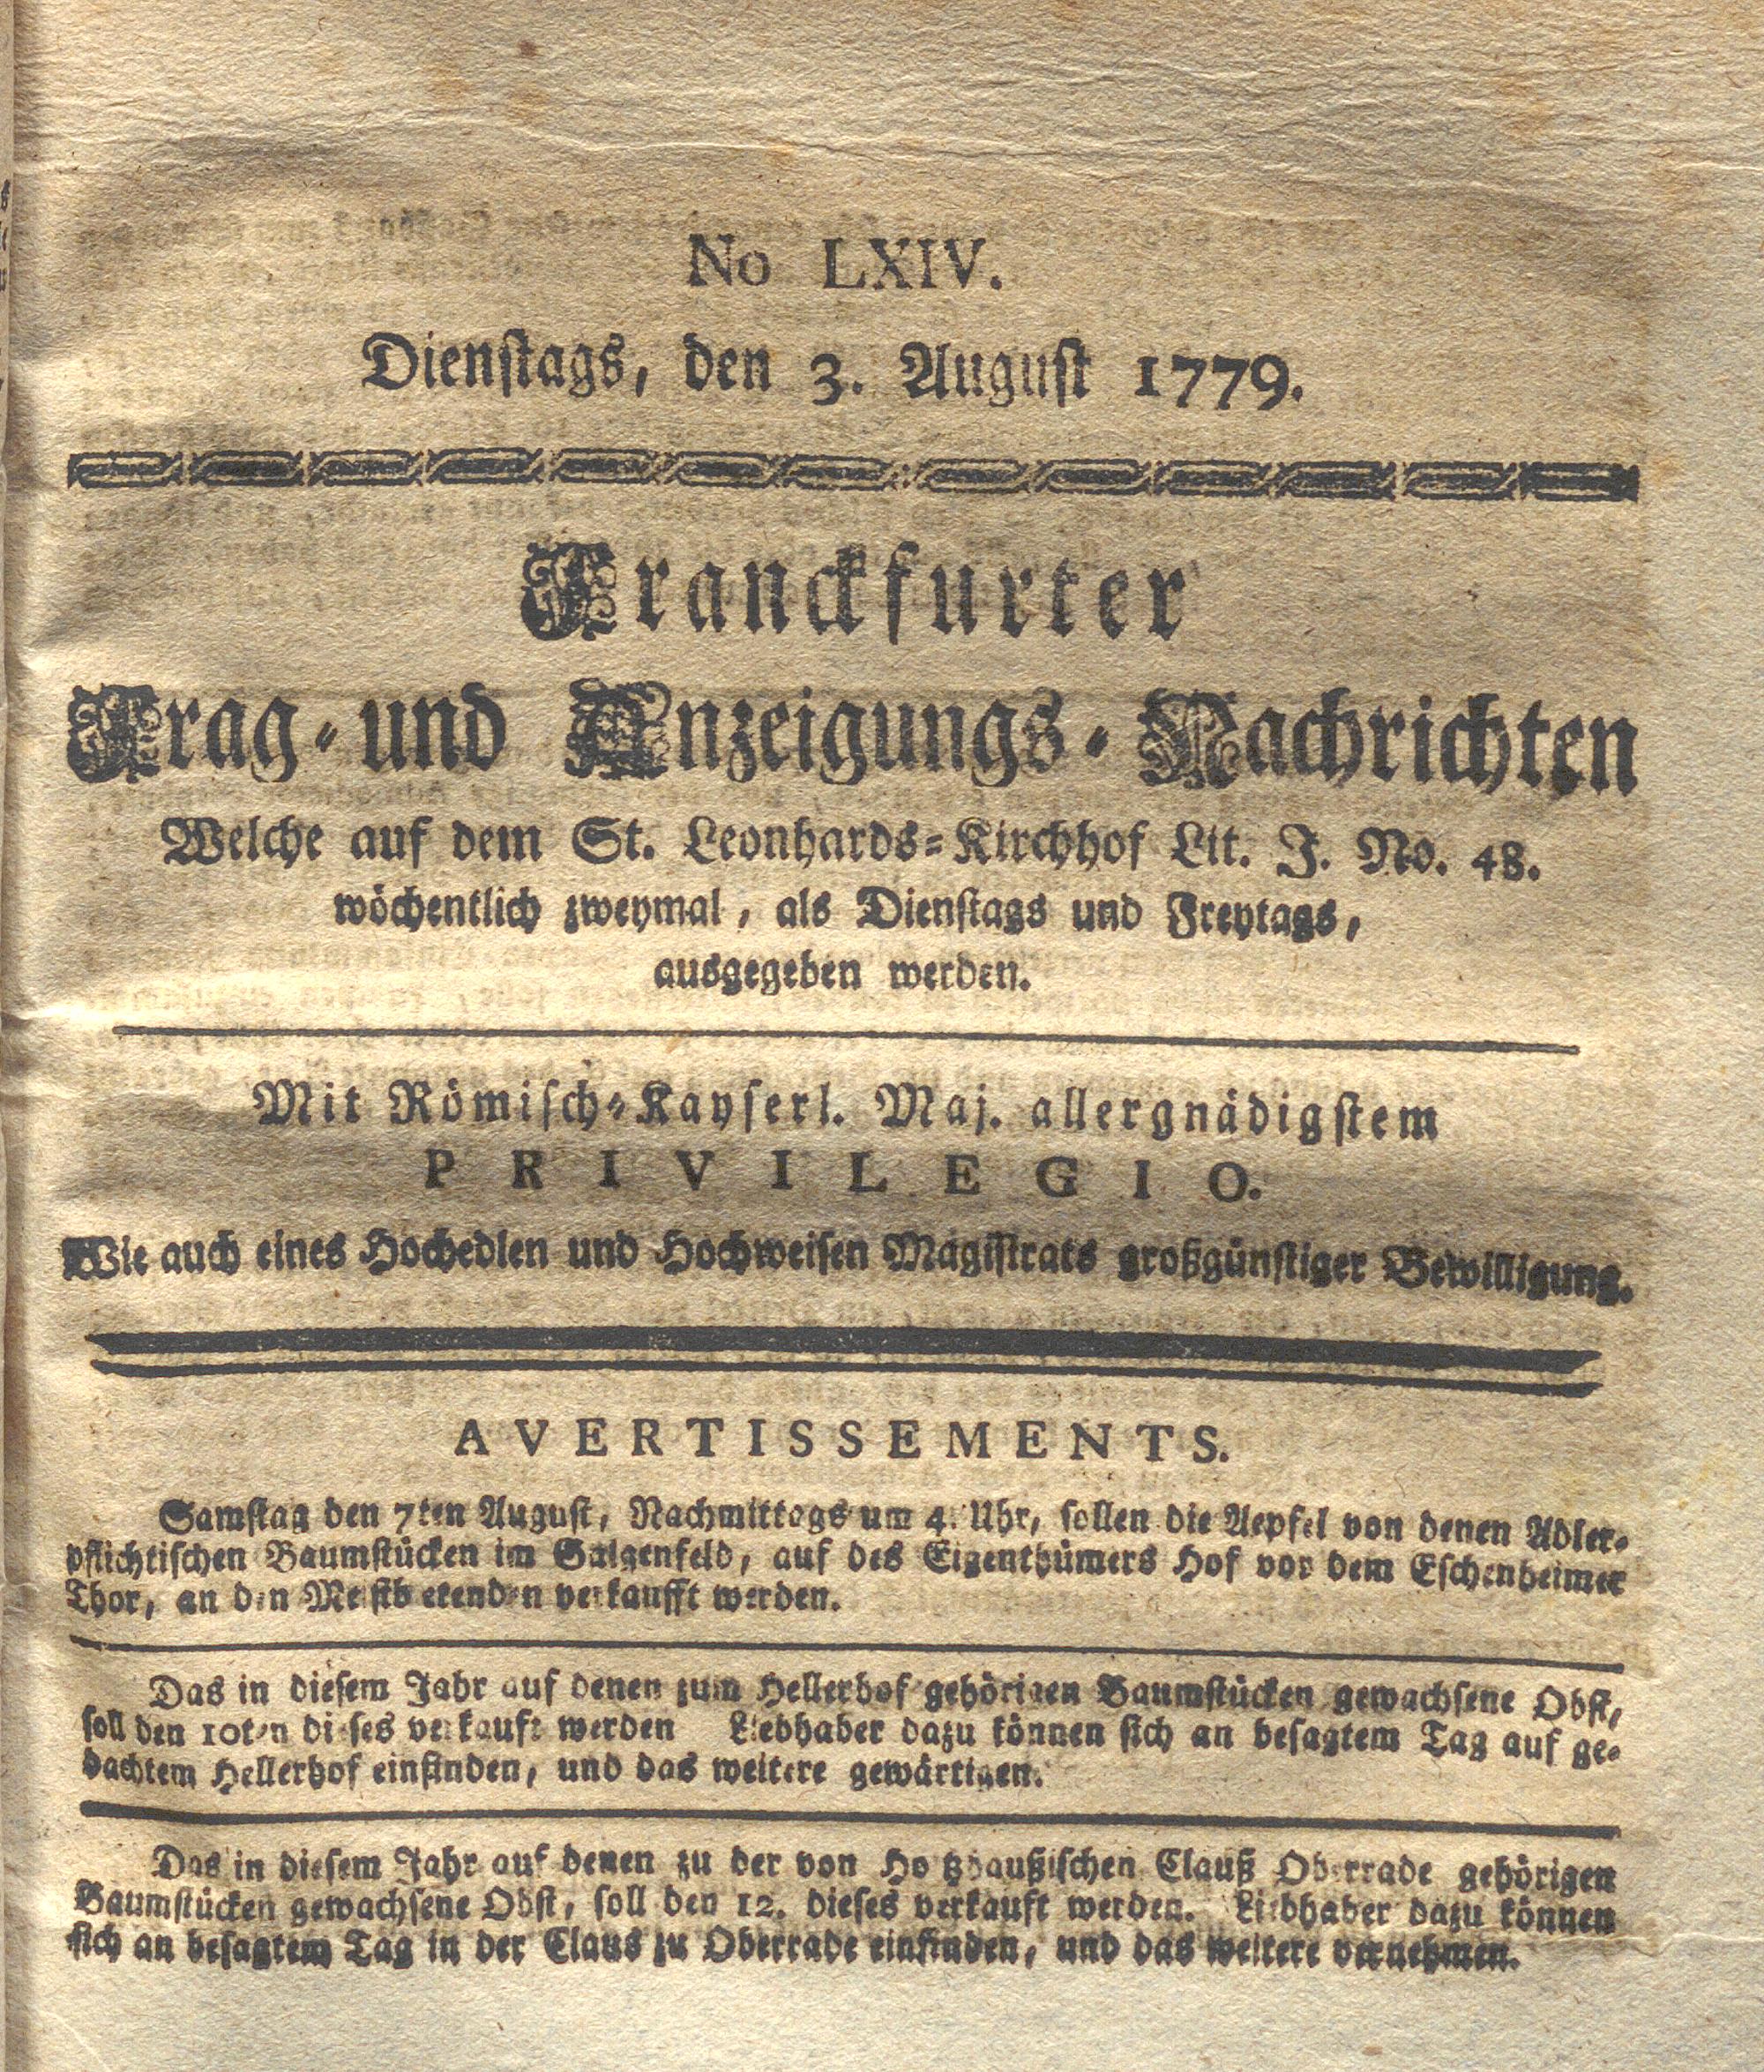 No LXIV.
Dienstags, den 3. August 1779.
Franckfurter
Frag- und Anzeigungs-Nachrichten
Welche auf dem St. Leonhards-Kirchhof Lit. J. No. 48.
wöchentlich zweymal, als Dienstags und Freytags,
ausgegeben werden.
Mit Römisch-Kayserl. Maj. allergnädigstem
PRIVILEGIO.
Wie auch eines Hochedlen und Hochweisen Magistrats großgünstiger Bewilligung.
AVERTISSEMENTS.
Samstag den 7ten August, Nachmittags um 4. Uhr, sollen die Aepfel von denen Adler-
pflichtischen Baumstücken im Galgenfeld, auf des Eigenthümers Hof vor dem Eschenheimer
Thor, an den Meistbietenden verkaufft werden.
Das in diesem Jahr auf denen zum Hellerhof gehörigen Baumstücken gewachsene Obst,
soll den 10ten dieses verkauft werden Liebhaber dazu können sich an besagtem Tag auf ge-
dachtem Hellerhof einfinden, und das weitere gewärtigen.
Das in diesem Jahr auf denen zu der von Holtzhaußischen Clauß Oberrade gehörigen
Baumstücken gewachsene Obst, soll den 12. dieses verkauft werden. Liebhaber dazu können
sich an besagtem Tag in der Claus zu Oberrade einfinden, und das weitere vernehmen.